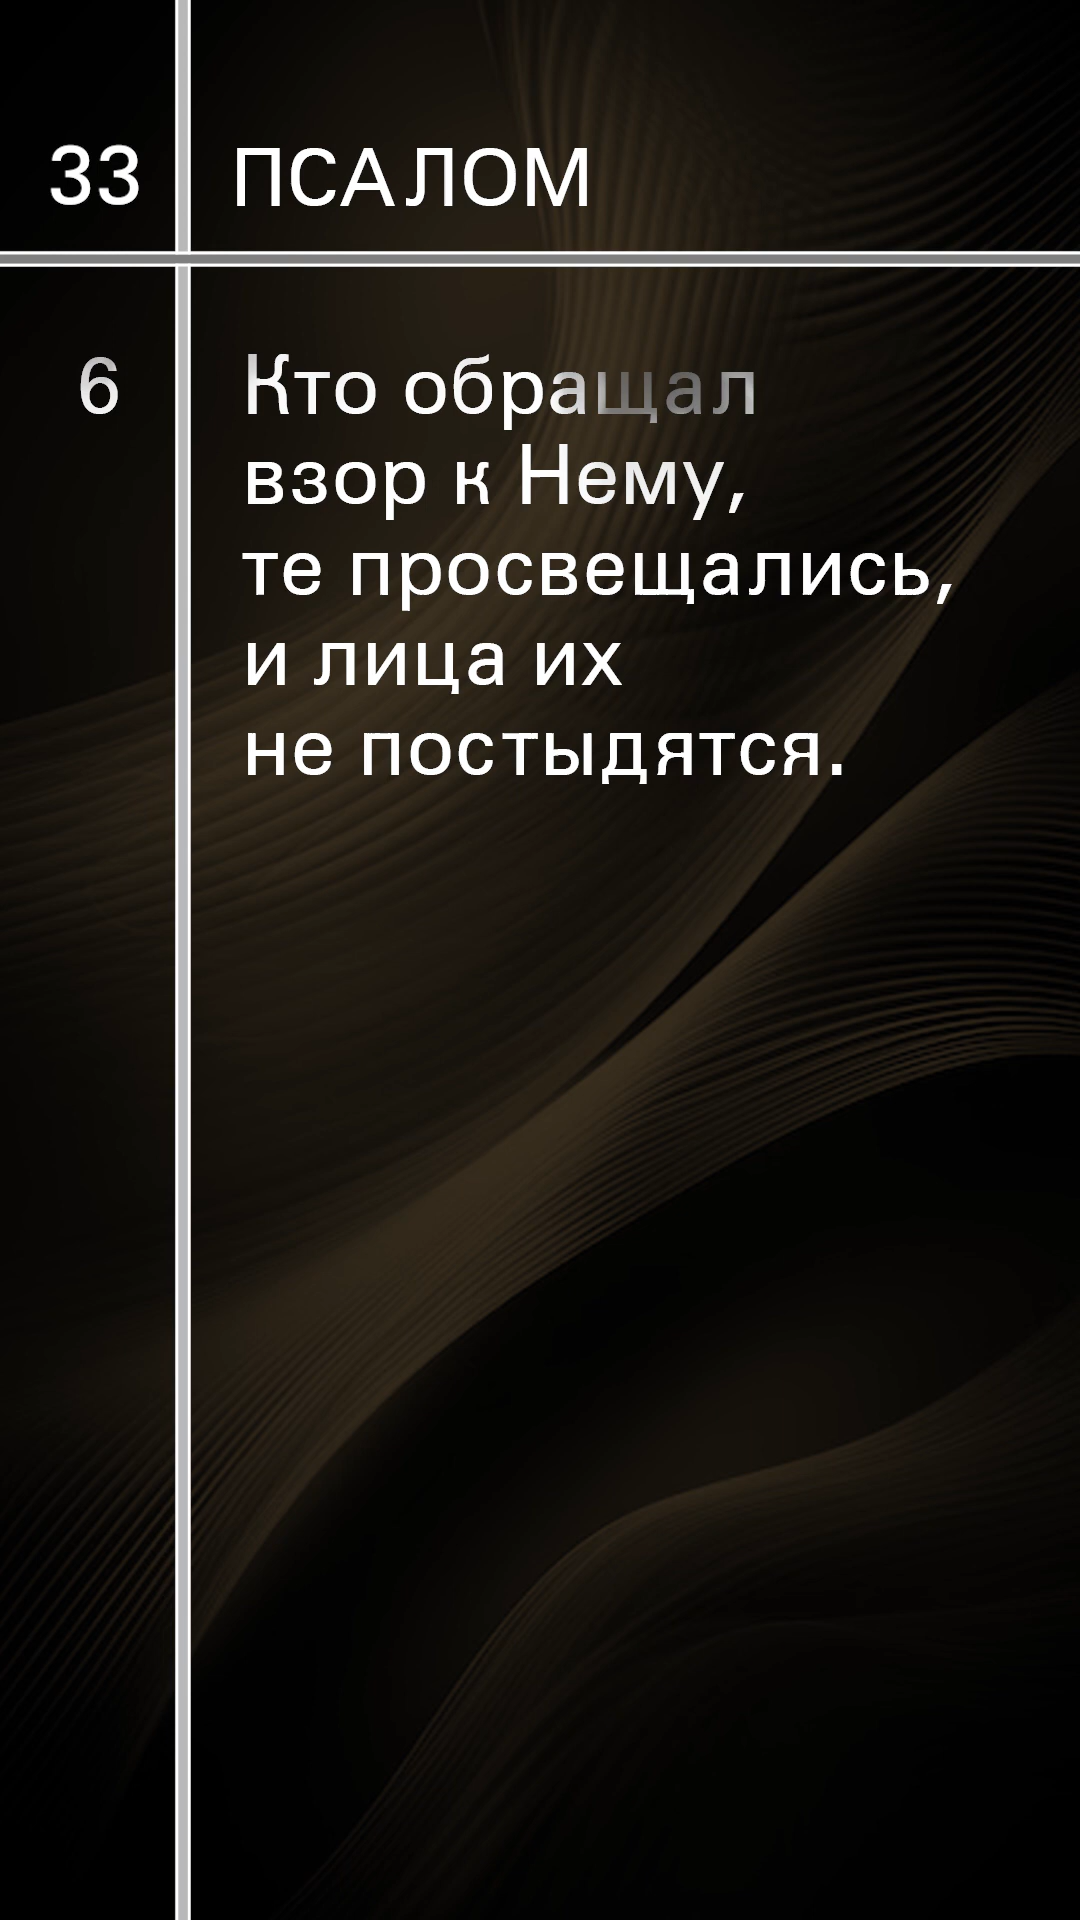 33 ПСАЛОМ
6 Кто обращал
взор к Нему,
те просвещались,
и лица их
не постыдятся.